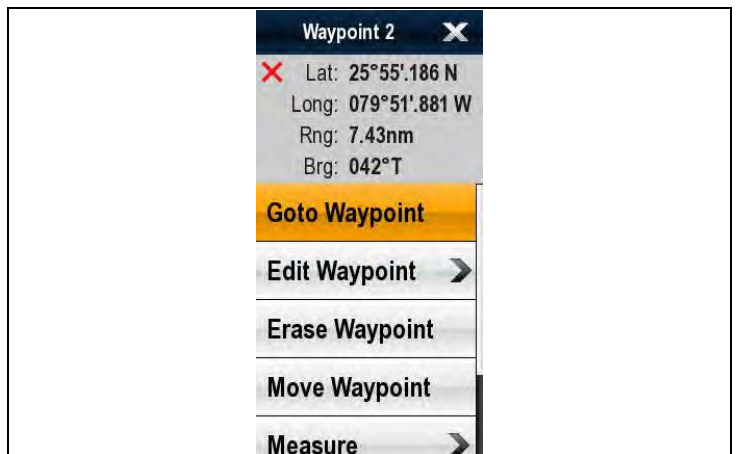 Waypoint 2
Lat: 25°55'.186 N
Long: 079°51'.881 W
Rng: 7.43nm
Brg: 042°T
Goto Waypoint
Edit Waypoint
Erase Waypoint
Move Waypoint
Measure